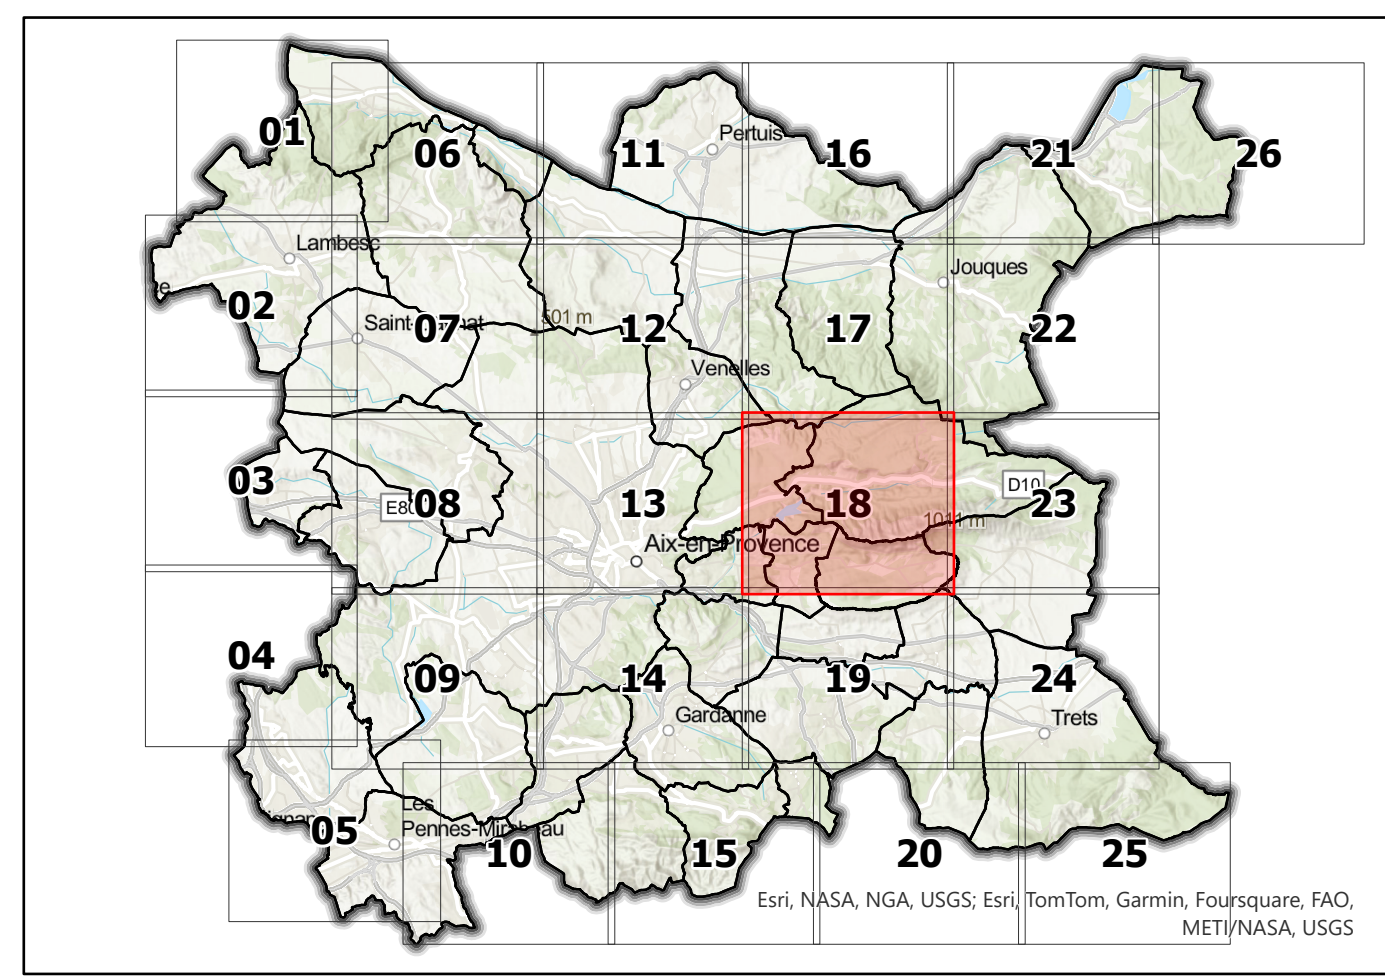 01
06
11
Pertuis
16
21
26
Lambesc
Jouques
02
Saint-
07
501 m
12
17
22
Venelles
03
E80
08
13
18
D10
23
1011 m
Aix-en-Provence
04
09
14
19
24
Gardanne
Trets
Les
Pennes-Mirabeau
05
10
15
20
25
Esri, NASA, NGA, USGS; Esri, TomTom, Garmin, Foursquare, FAO,
METI/NASA, USGS